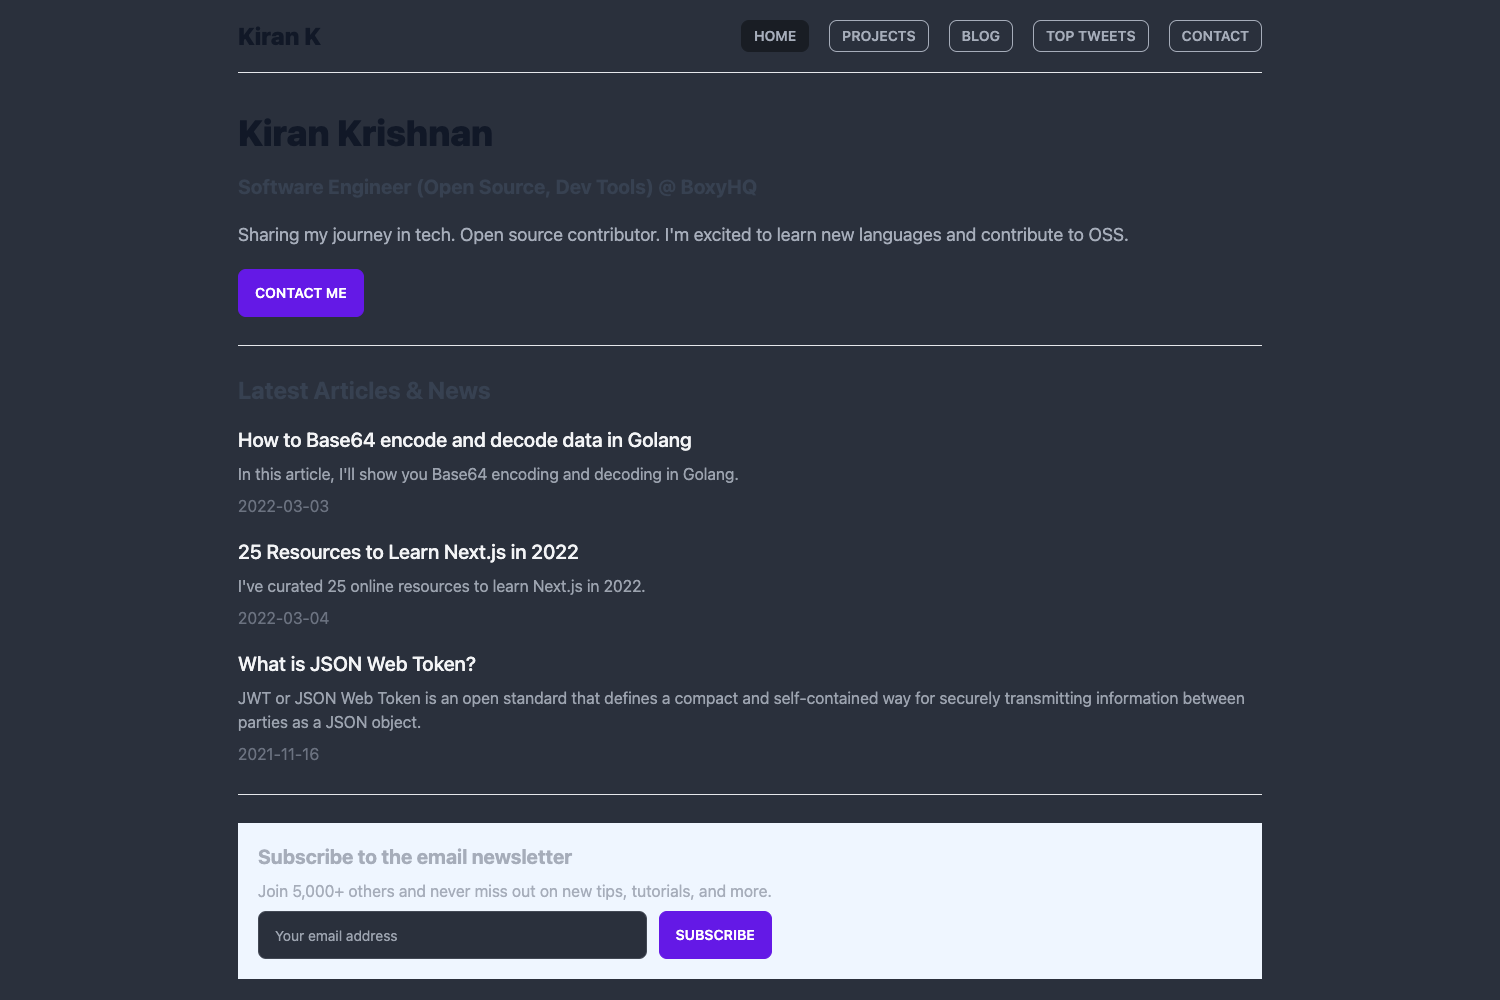 Kiran K
HOME
PROJECTS
BLOG
TOP TWEETS
CONTACT
Kiran Krishnan
Software Engineer (Open Source, Dev Tools) @ BoxyHQ
Sharing my journey in tech. Open source contributor. I'm excited to learn new languages and contribute to OSS.
CONTACT ME
Latest Articles & News
How to Base64 encode and decode data in Golang
In this article, I'll show you Base64 encoding and decoding in Golang.
2022-03-03
25 Resources to Learn Next.js in 2022
I've curated 25 online resources to learn Next.js in 2022.
2022-03-04
What is JSON Web Token?
JWT or JSON Web Token is an open standard that defines a compact and self-contained way for securely transmitting information between
parties as a JSON object.
2021-11-16
Subscribe to the email newsletter
Join 5,000+ others and never miss out on new tips, tutorials, and more.
Your email address
SUBSCRIBE